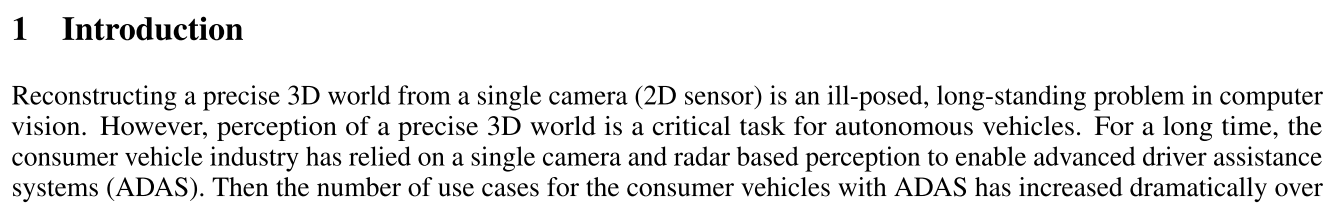 1 Introduction
Reconstructing a precise 3D world from a single camera (2D sensor) is an ill-posed, long-standing problem in computer
vision. However, perception of a precise 3D world is a critical task for autonomous vehicles. For a long time, the
consumer vehicle industry has relied on a single camera and radar based perception to enable advanced driver assistance
systems (ADAS). Then the number of use cases for the consumer vehicles with ADAS has increased dramatically over